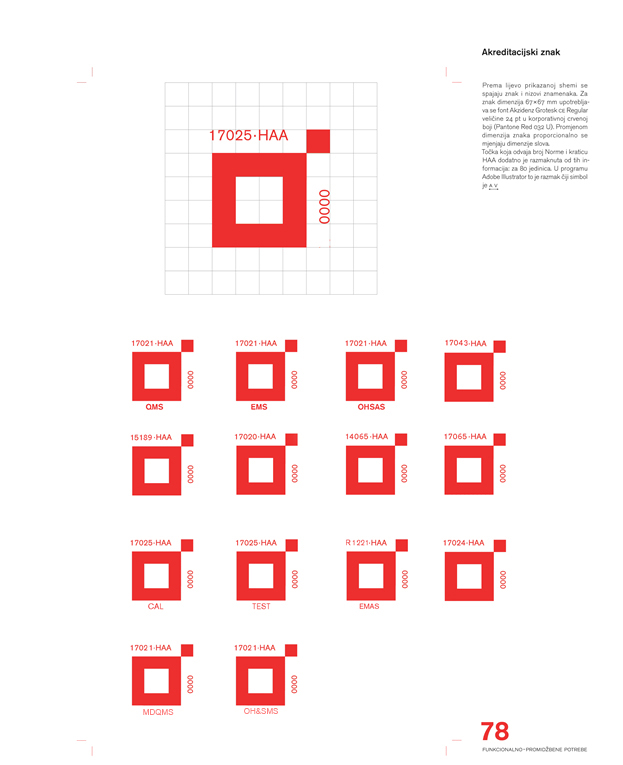 Akreditacijski znak
Prema lijevo prikazanoj shemi se
spajaju znak i nizovi znamenaka. Za
znak dimenzija 67×67 mm upotreblja-
va se font Akzidenz Grotesk CE Regular
veličine 24 pt u korporativnoj crvenoj
boji (Pantone Red 032 U). Promjenom
dimenzija znaka proporcionalno se
mjenjaju dimenzije slova.
Točka koja odvaja broj Norme i kraticu
HAA dodatno je razmaknuta od tih in-
formacija: za 80 jedinica. U programu
Adobe Illustrator to je razmak čiji simbol
je A V
17025·HAA
0000
17021·HAA
0000
QMS
17021·HAA
0000
EMS
17021·HAA
0000
OHSAS
17043·HAA
0000
15189·HAA
0000
17020·HAA
0000
14065·HAA
0000
17065·HAA
0000
17025·HAA
0000
CAL
17025·HAA
0000
TEST
R1221·HAA
0000
EMAS
17024·HAA
0000
17021·HAA
0000
MDQMS
17021·HAA
0000
OH&SMS
78
FUNKCIONALNO-PROMIDŽBENE POTREBE